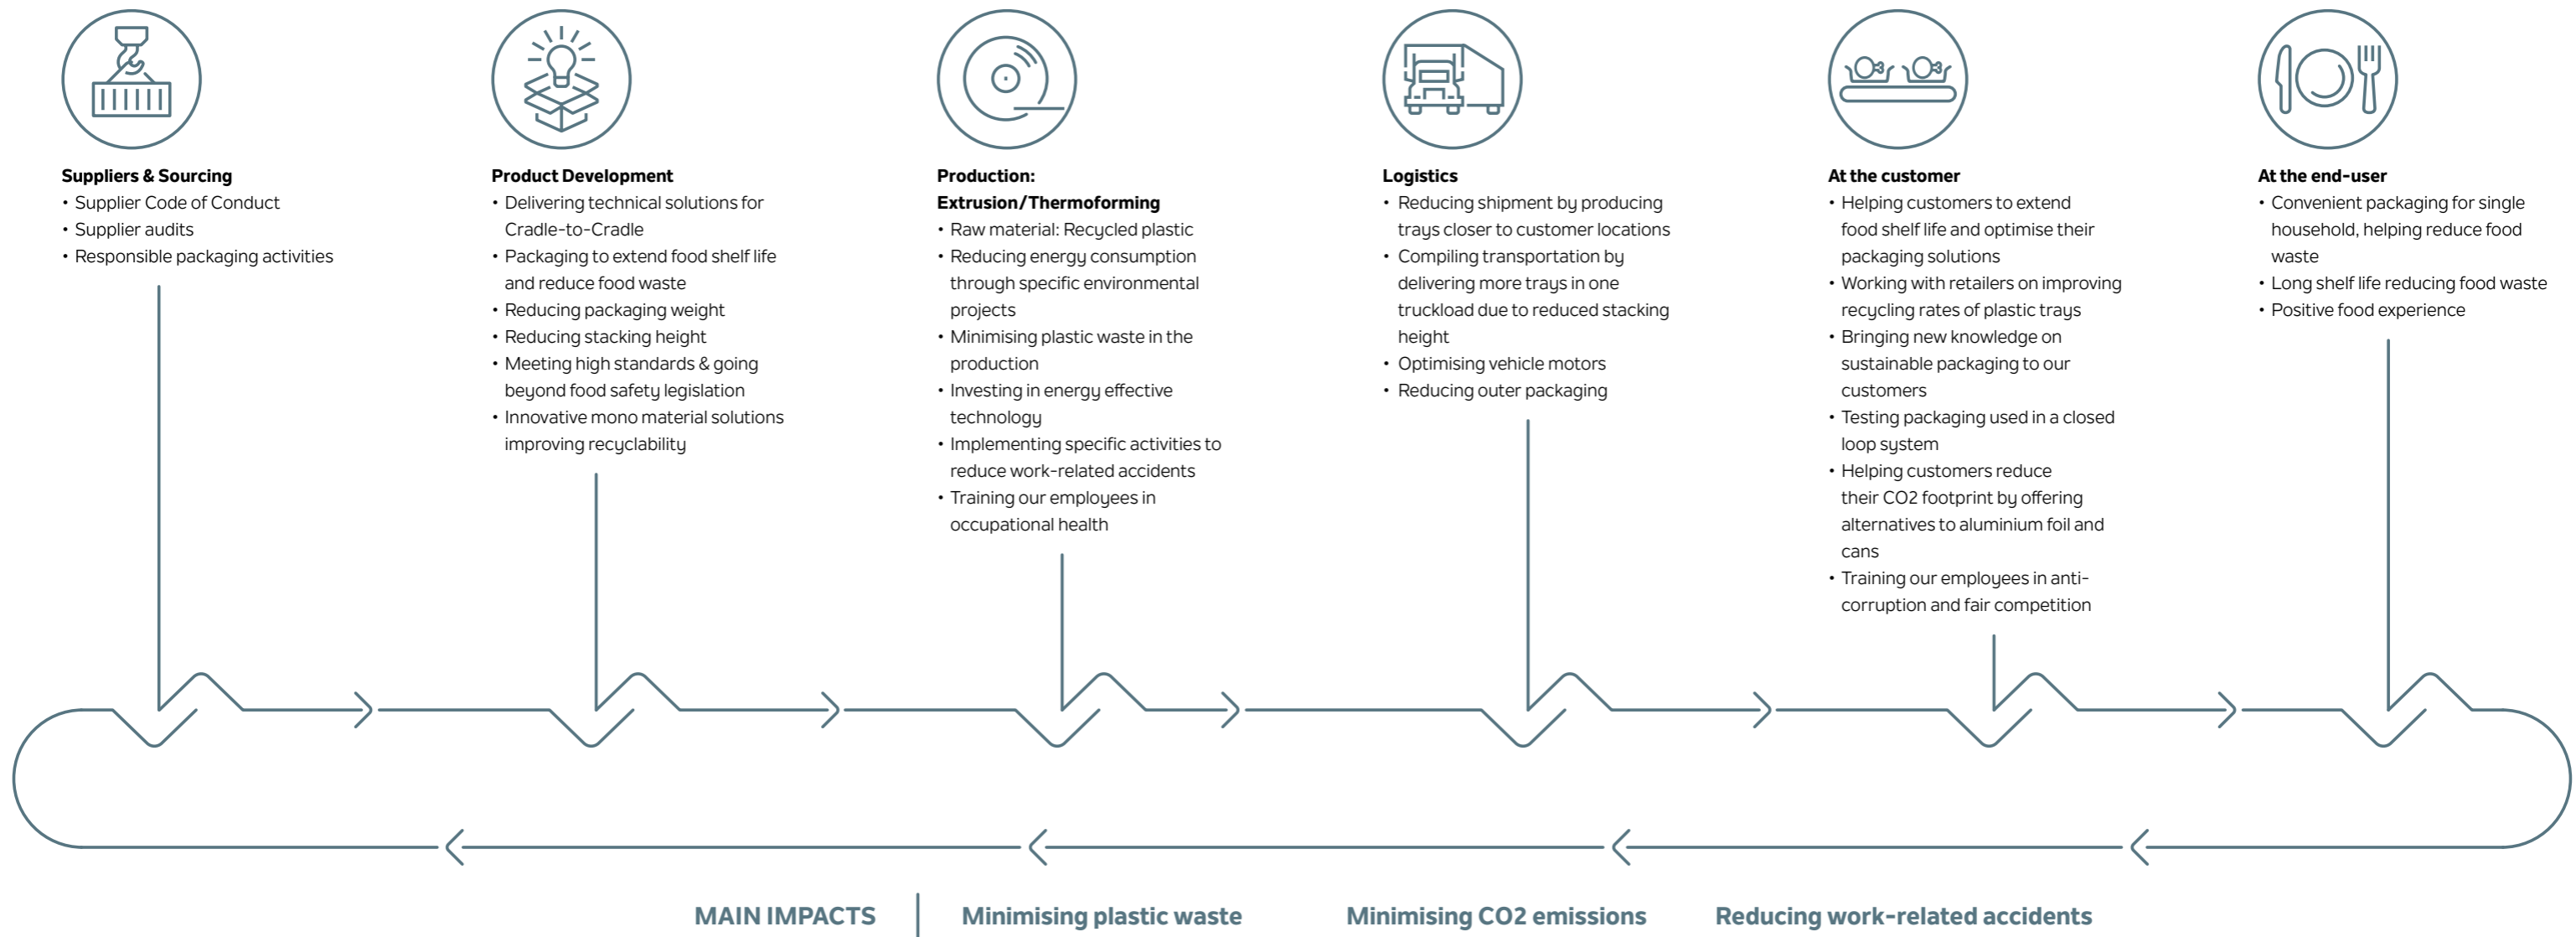 Suppliers & Sourcing
• Supplier Code of Conduct
• Supplier audits
• Responsible packaging activities
Product Development
• Delivering technical solutions for
Cradle-to-Cradle
• Packaging to extend food shelf life
and reduce food waste
• Reducing packaging weight
• Reducing stacking height
• Meeting high standards & going
beyond food safety legislation
• Innovative mono material solutions
improving recyclability
Production:
Extrusion/Thermoforming
• Raw material: Recycled plastic
• Reducing energy consumption
through specific environmental
projects
• Minimising plastic waste in the
production
• Investing in energy effective
technology
• Implementing specific activities to
reduce work-related accidents
• Training our employees in
occupational health
Logistics
• Reducing shipment by producing
trays closer to customer locations
• Compiling transportation by
delivering more trays in one
truckload due to reduced stacking
height
• Optimising vehicle motors
• Reducing outer packaging
At the customer
• Helping customers to extend
food shelf life and optimise their
packaging solutions
• Working with retailers on improving
recycling rates of plastic trays
• Bringing new knowledge on
sustainable packaging to our
customers
• Testing packaging used in a closed
loop system
• Helping customers reduce
their CO2 footprint by offering
alternatives to aluminium foil and
cans
• Training our employees in anti-
corruption and fair competition
At the end-user
• Convenient packaging for single
household, helping reduce food
waste
• Long shelf life reducing food waste
• Positive food experience
MAIN IMPACTS
Minimising plastic waste
Minimising CO2 emissions
Reducing work-related accidents